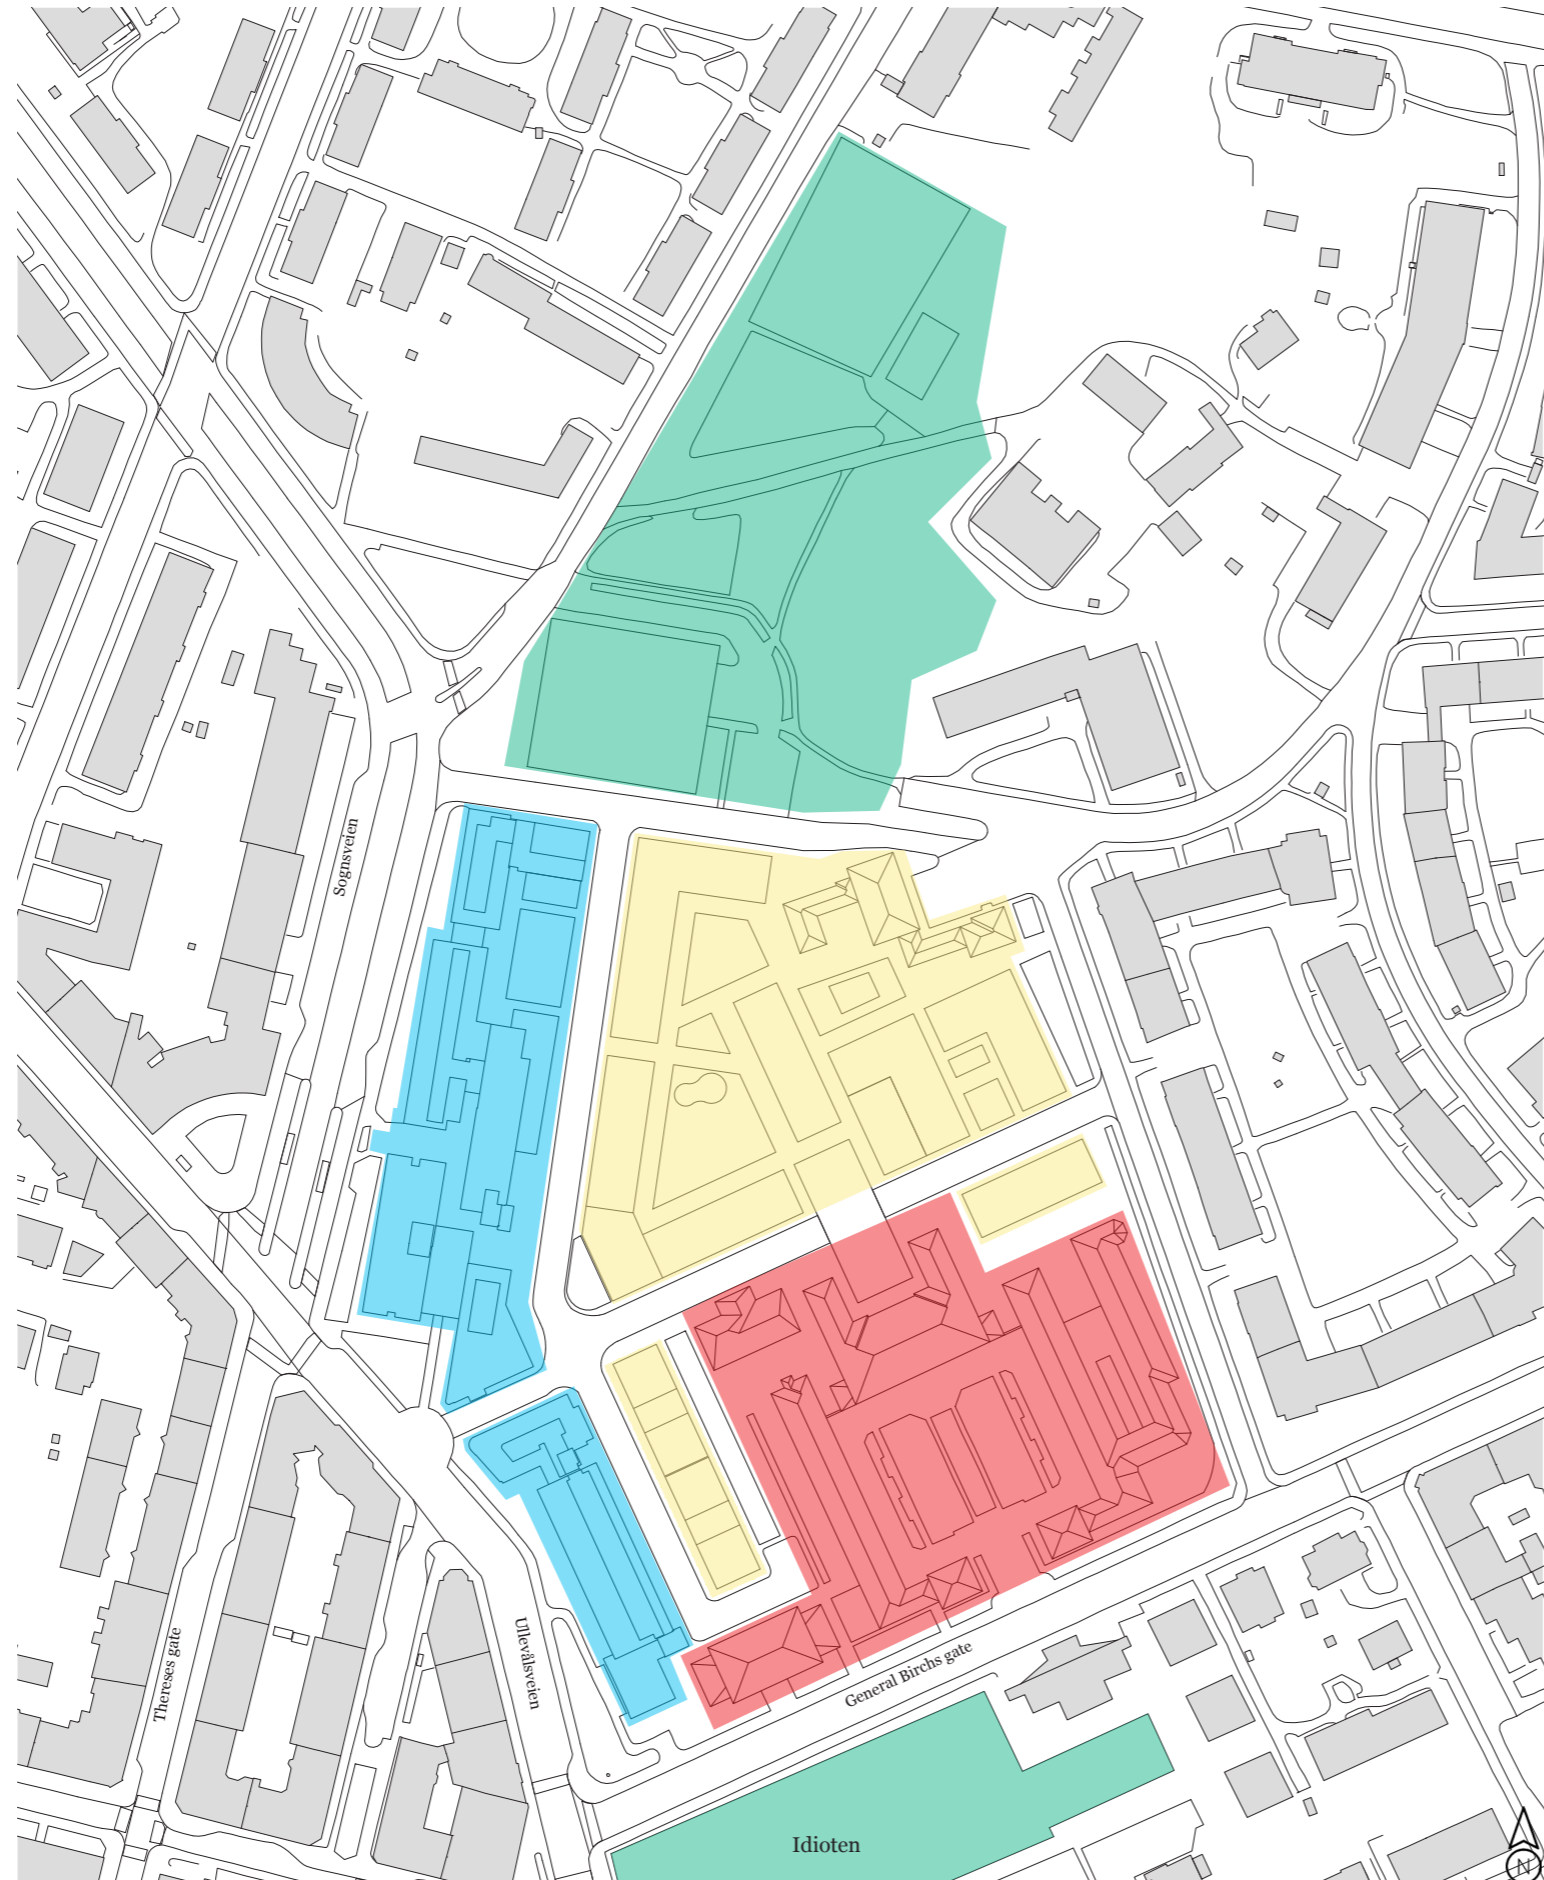 Sognsveien
Thereses gate
Ullevålsveien
General Birchs gate
Idioten
N